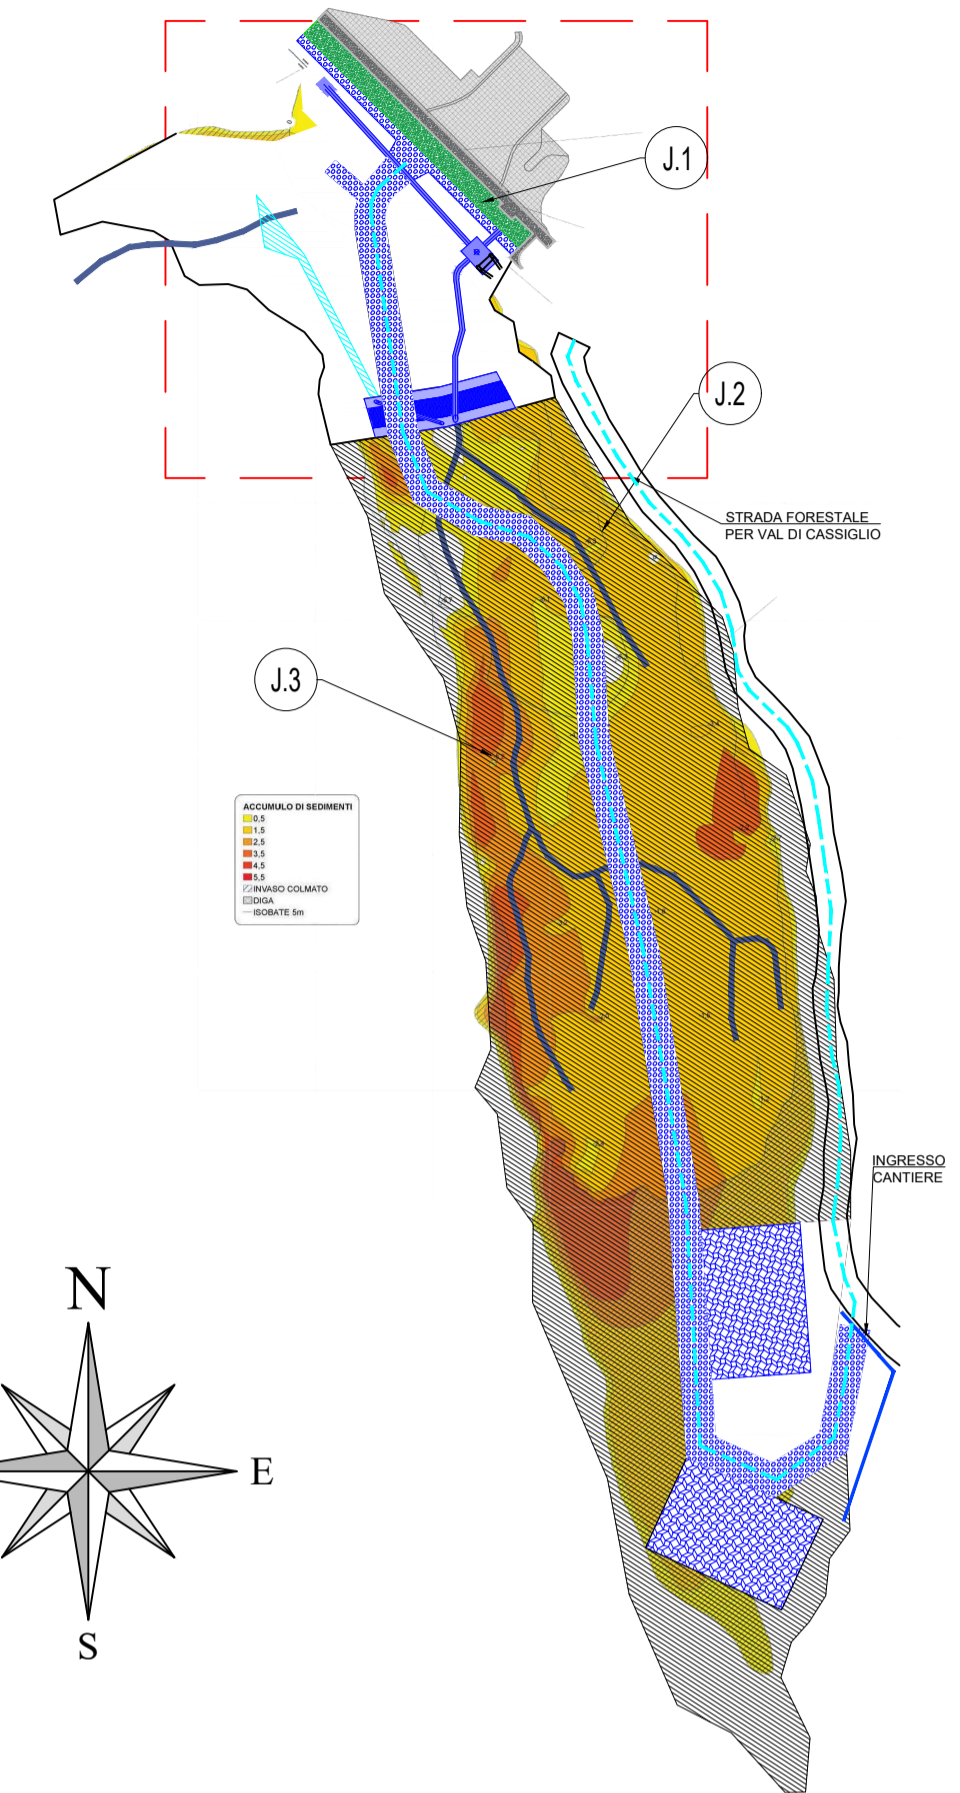 J.1
J.2
STRADA FORESTALE
PER VAL DI CASSIGLIO
J.3
ACCUMULO DI SEDIMENTI
0,5
1,5
2,5
3,5
4,5
5,5
INVASO COLMATO
DIGA
ISOBATE 5m
INGRESSO
CANTIERE
N
E
S